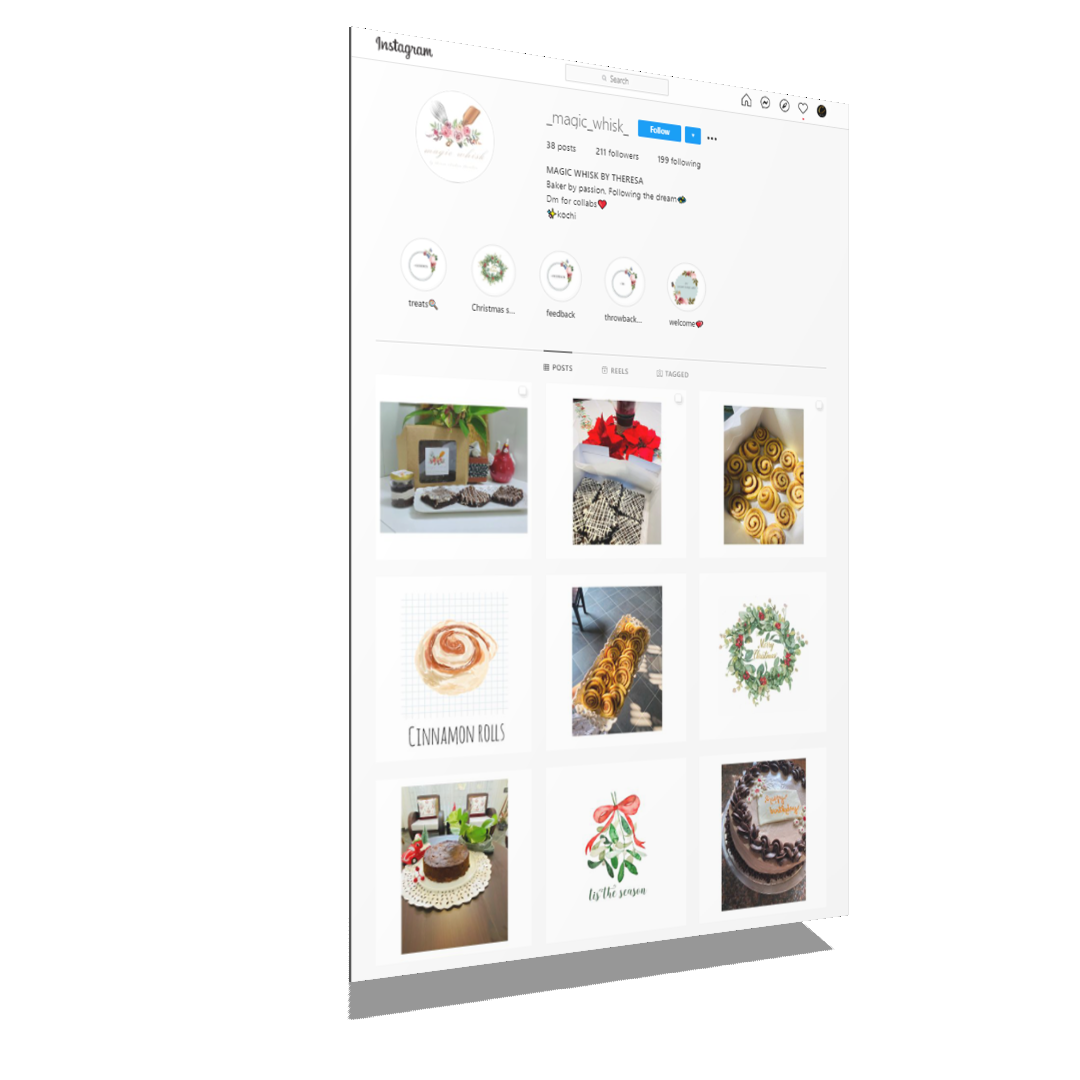 Instagram
Search
_magic_whisk_ Follow
38 posts 211 followers 199 following
MAGIC WHISK BY THERESA
Baker by passion. Following the dream
Dm for collabs
kochi
magic whisk
treats Christmas s... feedback throwback... welcome
POSTS REELS TAGGED
CINNAMON ROLLS
Merry Christmas
tis the season
happy birthday!